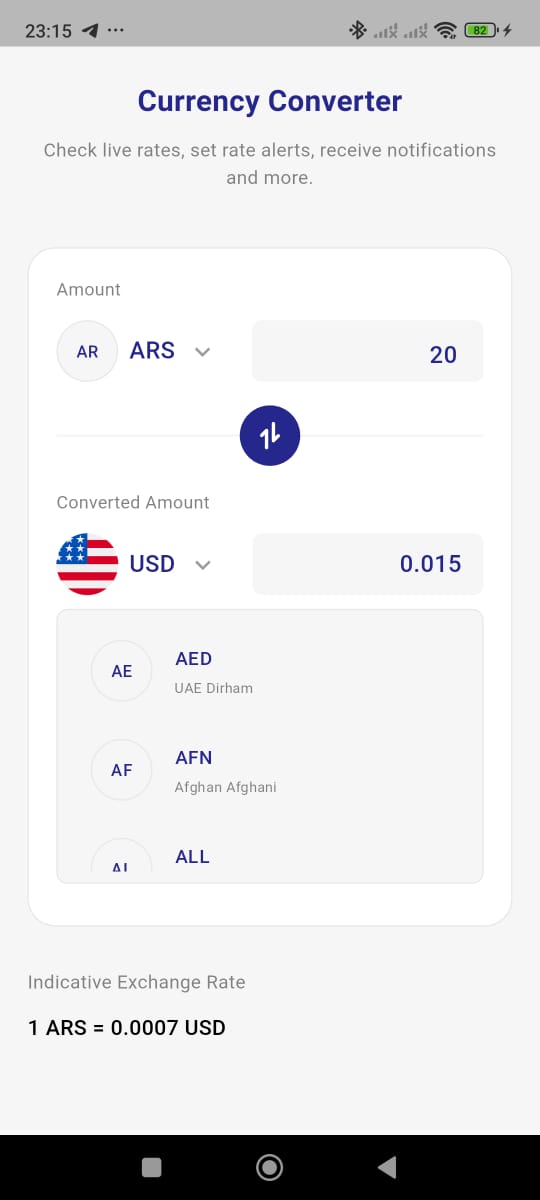 23:15
82
Currency Converter
Check live rates, set rate alerts, receive notifications
and more.
Amount
AR ARS 20
Converted Amount
USD 0.015
AE AED
UAE Dirham
AF AFN
Afghan Afghani
AL ALL
Indicative Exchange Rate
1 ARS = 0.0007 USD